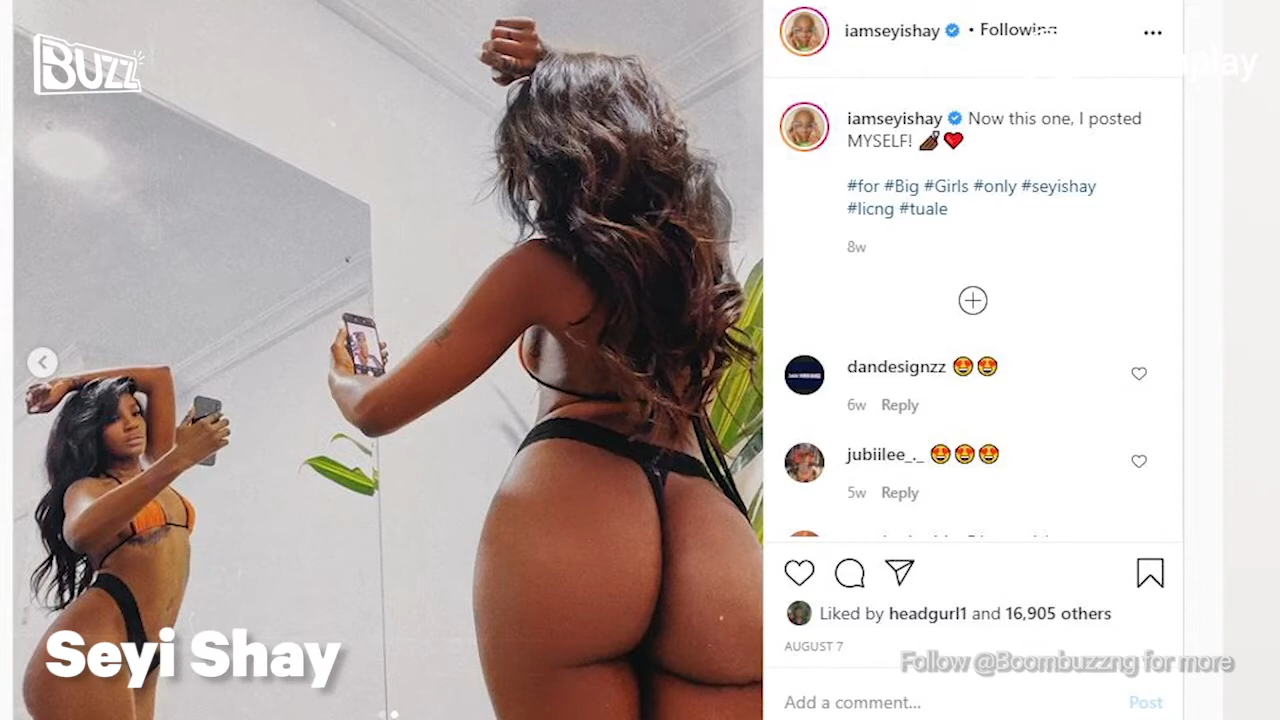 BUZZ
iamseyishay • Following
play
iamseyishay Now this one, I posted
MYSELF!
#for #Big #Girls #only #seyishay
#licng #tuale
8w
dandesignzz
6w Reply
jubiilee_._
5w Reply
Liked by headgurl1 and 16,905 others
AUGUST 7
Seyi Shay
Follow @Boombuzzng for more
Add a comment... Post